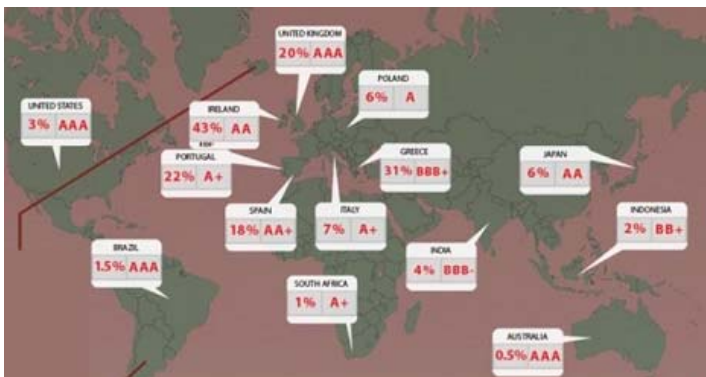 UNITED KINGDOM
20% AAA
POLAND
6% A
UNITED STATES
3% AAA
IRELAND
43% AA
PORTUGAL
22% A+
GREECE
31% BBB+
JAPAN
6% AA
SPAIN
18% AA+
ITALY
7% A+
INDONESIA
2% BB+
BRAZIL
1.5% AAA
INDIA
4% BBB-
SOUTH AFRICA
1% A+
AUSTRALIA
0.5% AAA